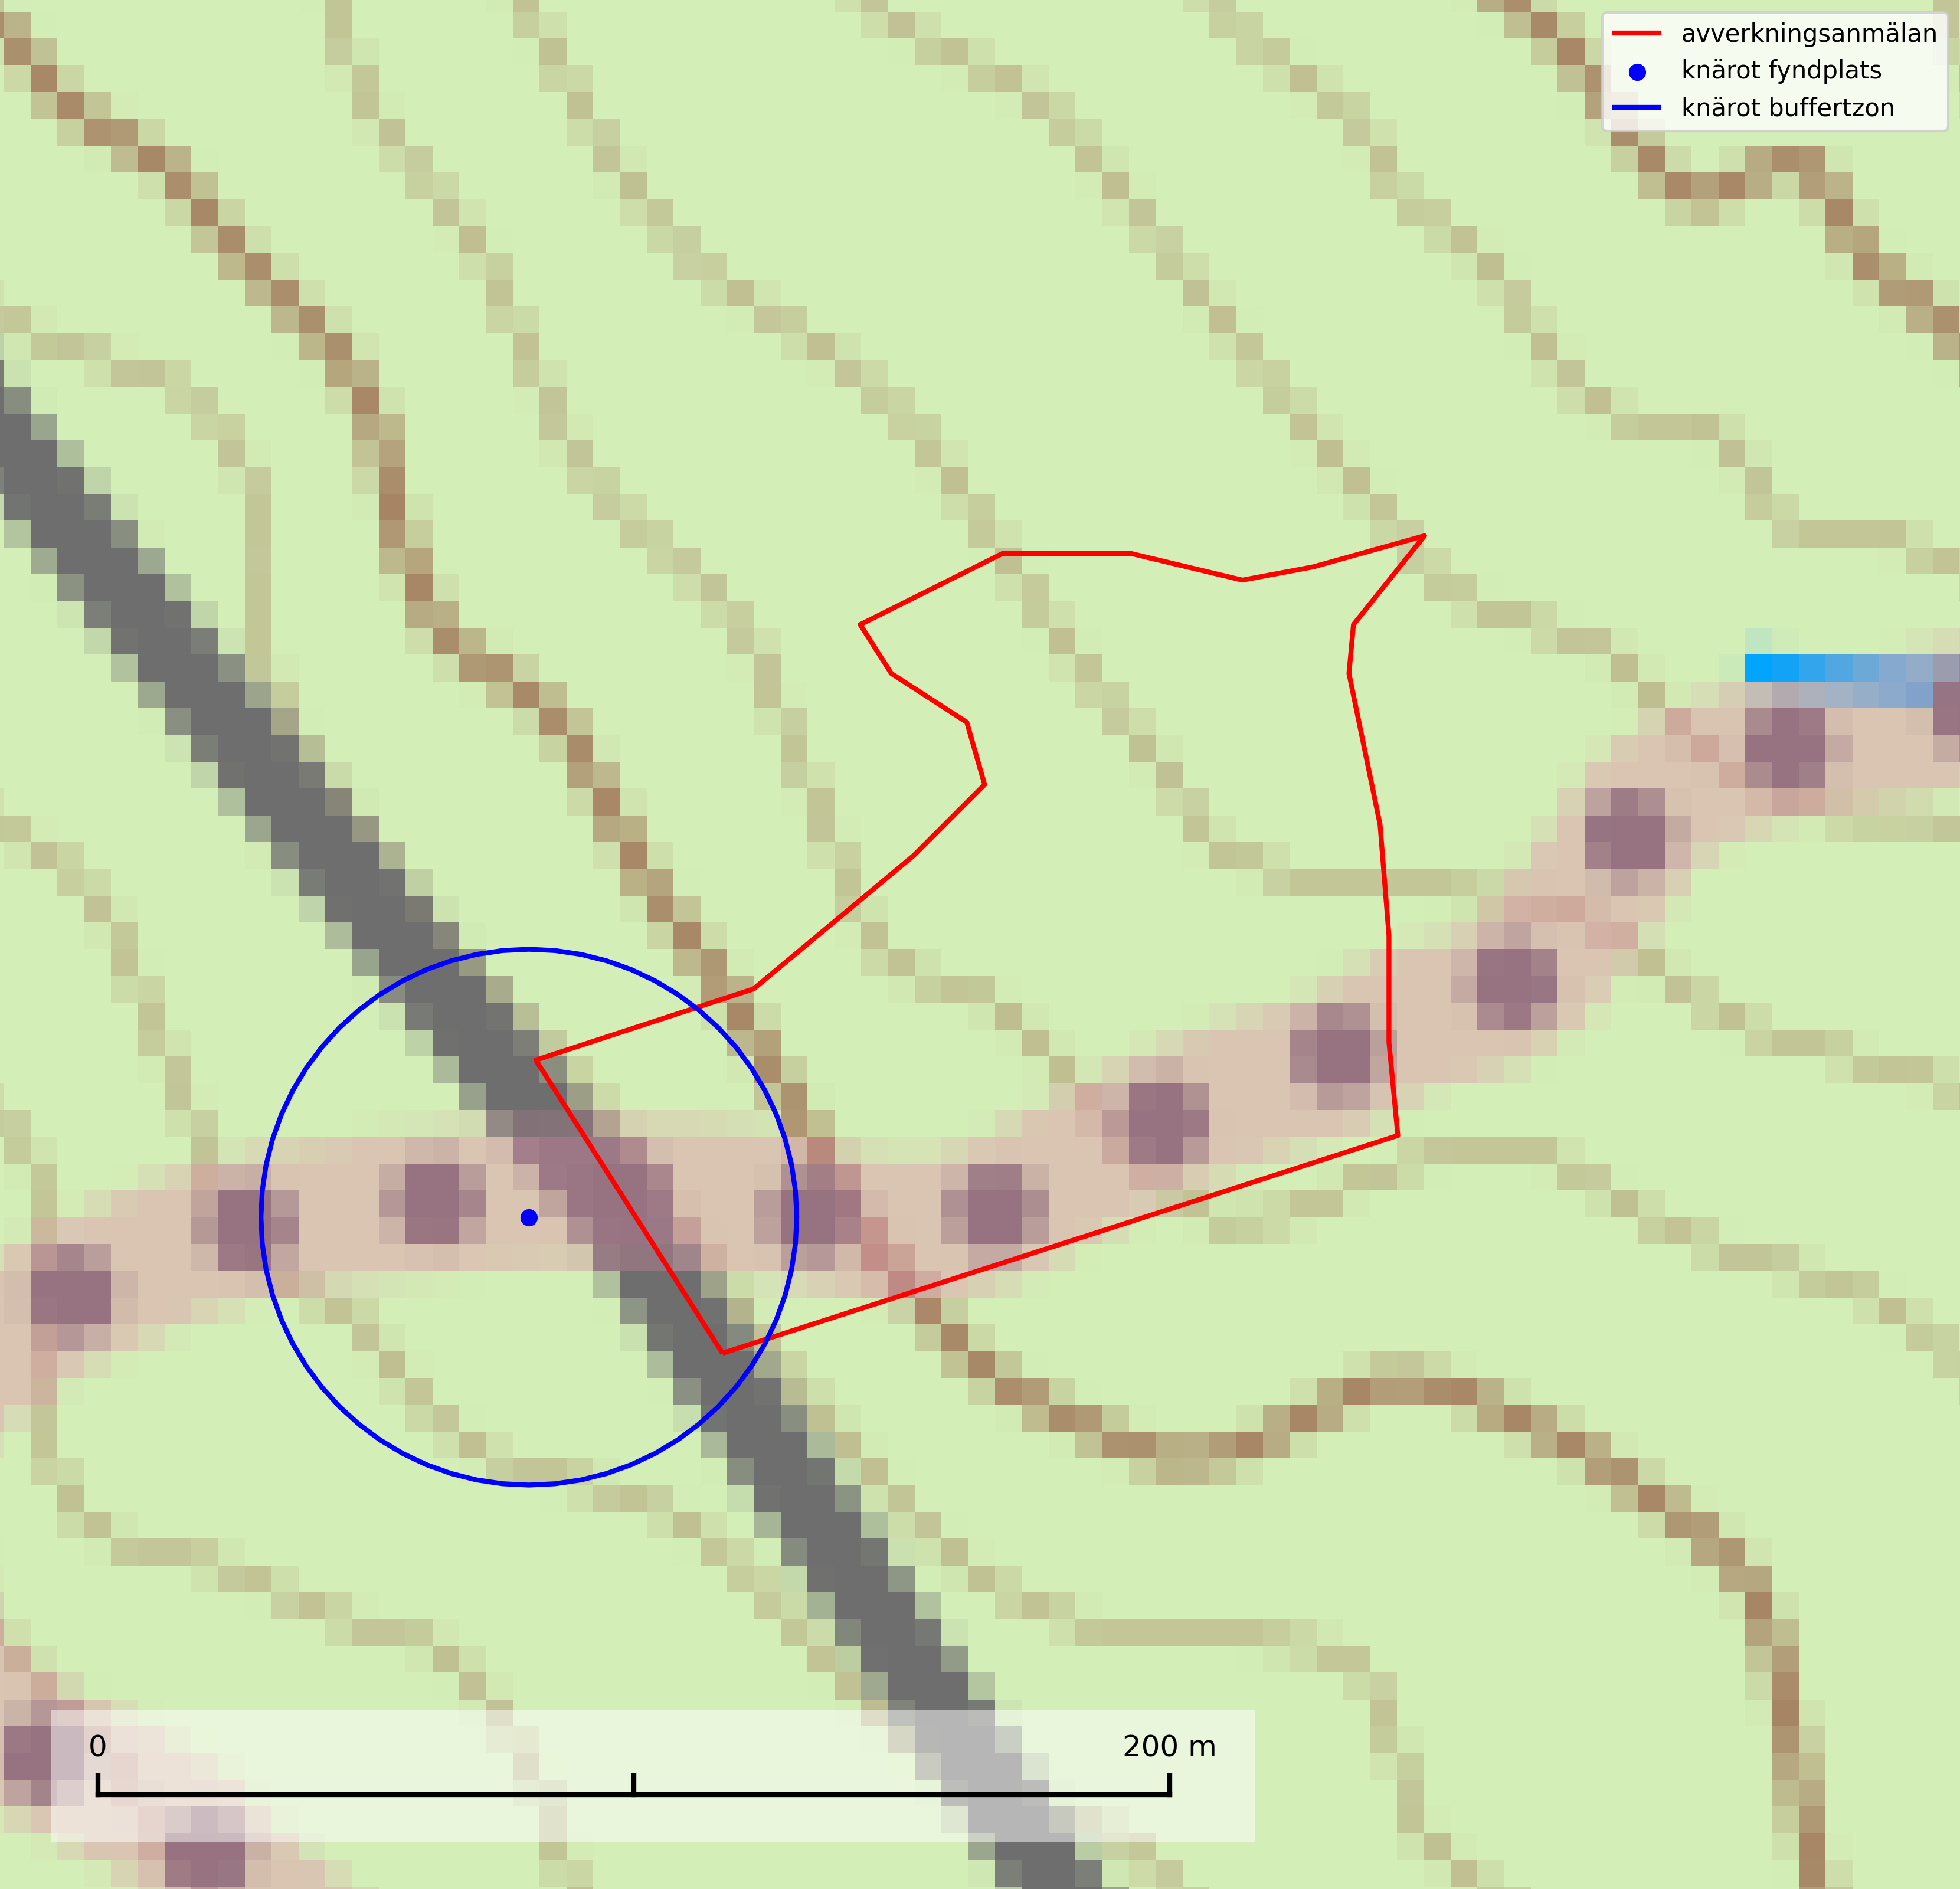 avverkningsanmälan
knärot fyndplats
knärot buffertzon
0 200 m